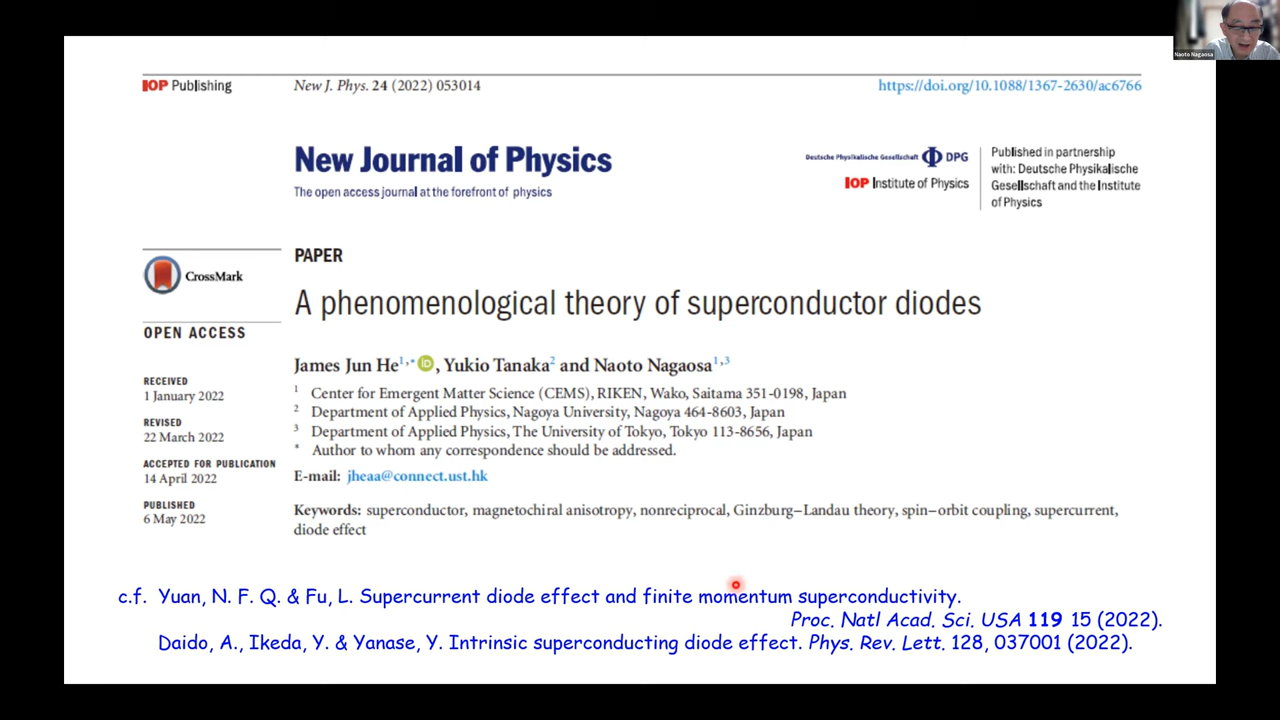 Naoto Nagaosa
IOP Publishing
New J. Phys. 24 (2022) 053014
https://doi.org/10.1088/1367-2630/ac6766
New Journal of Physics
The open access journal at the forefront of physics
Deutsche Physikalische Gesellschaft DPG
IOP Institute of Physics
Published in partnership
with: Deutsche Physikalische
Gesellschaft and the Institute
of Physics
CrossMark
OPEN ACCESS
RECEIVED
1 January 2022
REVISED
22 March 2022
ACCEPTED FOR PUBLICATION
14 April 2022
PUBLISHED
6 May 2022
PAPER
A phenomenological theory of superconductor diodes
James Jun He1,* iD, Yukio Tanaka2 and Naoto Nagaosa1,3
1 Center for Emergent Matter Science (CEMS), RIKEN, Wako, Saitama 351-0198, Japan
2 Department of Applied Physics, Nagoya University, Nagoya 464-8603, Japan
3 Department of Applied Physics, The University of Tokyo, Tokyo 113-8656, Japan
* Author to whom any correspondence should be addressed.
E-mail: jheaa@connect.ust.hk
Keywords: superconductor, magnetochiral anisotropy, nonreciprocal, Ginzburg–Landau theory, spin–orbit coupling, supercurrent,
diode effect
c.f. Yuan, N. F. Q. & Fu, L. Supercurrent diode effect and finite momentum superconductivity.
Proc. Natl Acad. Sci. USA 119 15 (2022).
Daido, A., Ikeda, Y. & Yanase, Y. Intrinsic superconducting diode effect. Phys. Rev. Lett. 128, 037001 (2022).